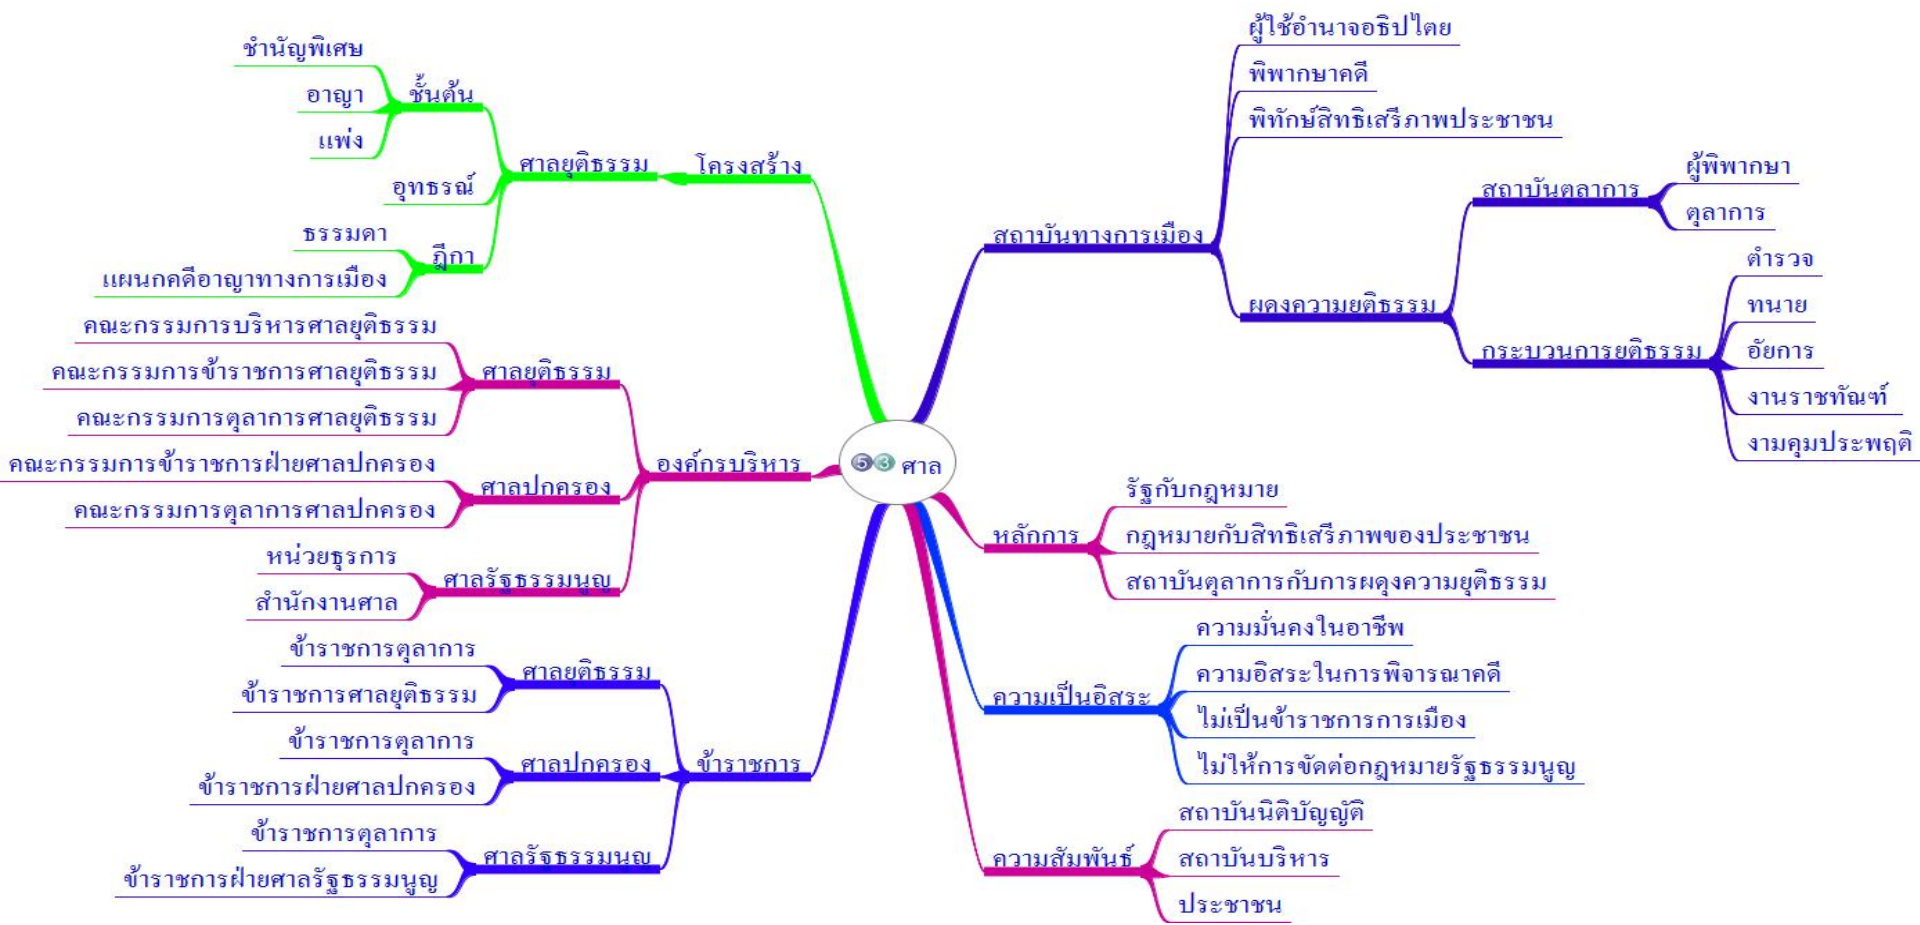 ศาล
5 3
โครงสร้าง
ศาลยุติธรรม
ชั้นต้น
ชำนัญพิเศษ
อาญา
แพ่ง
อุทธรณ์
ฎีกา
ธรรมดา
แผนกคดีอาญาทางการเมือง
องค์กรบริหาร
ศาลยุติธรรม
คณะกรรมการบริหารศาลยุติธรรม
คณะกรรมการข้าราชการศาลยุติธรรม
คณะกรรมการตุลาการศาลยุติธรรม
ศาลปกครอง
คณะกรรมการข้าราชการฝ่ายศาลปกครอง
คณะกรรมการตุลาการศาลปกครอง
ศาลรัฐธรรมนูญ
หน่วยธุรการ
สำนักงานศาล
ข้าราชการ
ศาลยุติธรรม
ข้าราชการตุลาการ
ข้าราชการศาลยุติธรรม
ศาลปกครอง
ข้าราชการตุลาการ
ข้าราชการฝ่ายศาลปกครอง
ศาลรัฐธรรมนูญ
ข้าราชการตุลาการ
ข้าราชการฝ่ายศาลรัฐธรรมนูญ
สถาบันทางการเมือง
ผู้ใช้อำนาจอธิปไตย
พิพากษาคดี
พิทักษ์สิทธิเสรีภาพประชาชน
ผดุงความยุติธรรม
สถาบันตุลาการ
ผู้พิพากษา
ตุลาการ
กระบวนการยุติธรรม
ตำรวจ
ทนาย
อัยการ
งานราชทัณฑ์
งามคุมประพฤติ
หลักการ
รัฐกับกฎหมาย
กฎหมายกับสิทธิเสรีภาพของประชาชน
สถาบันตุลาการกับการผดุงความยุติธรรม
ความเป็นอิสระ
ความมั่นคงในอาชีพ
ความอิสระในการพิจารณาคดี
ไม่เป็นข้าราชการการเมือง
ไม่ให้การขัดต่อกฎหมายรัฐธรรมนูญ
ความสัมพันธ์
สถาบันนิติบัญญัติ
สถาบันบริหาร
ประชาชน